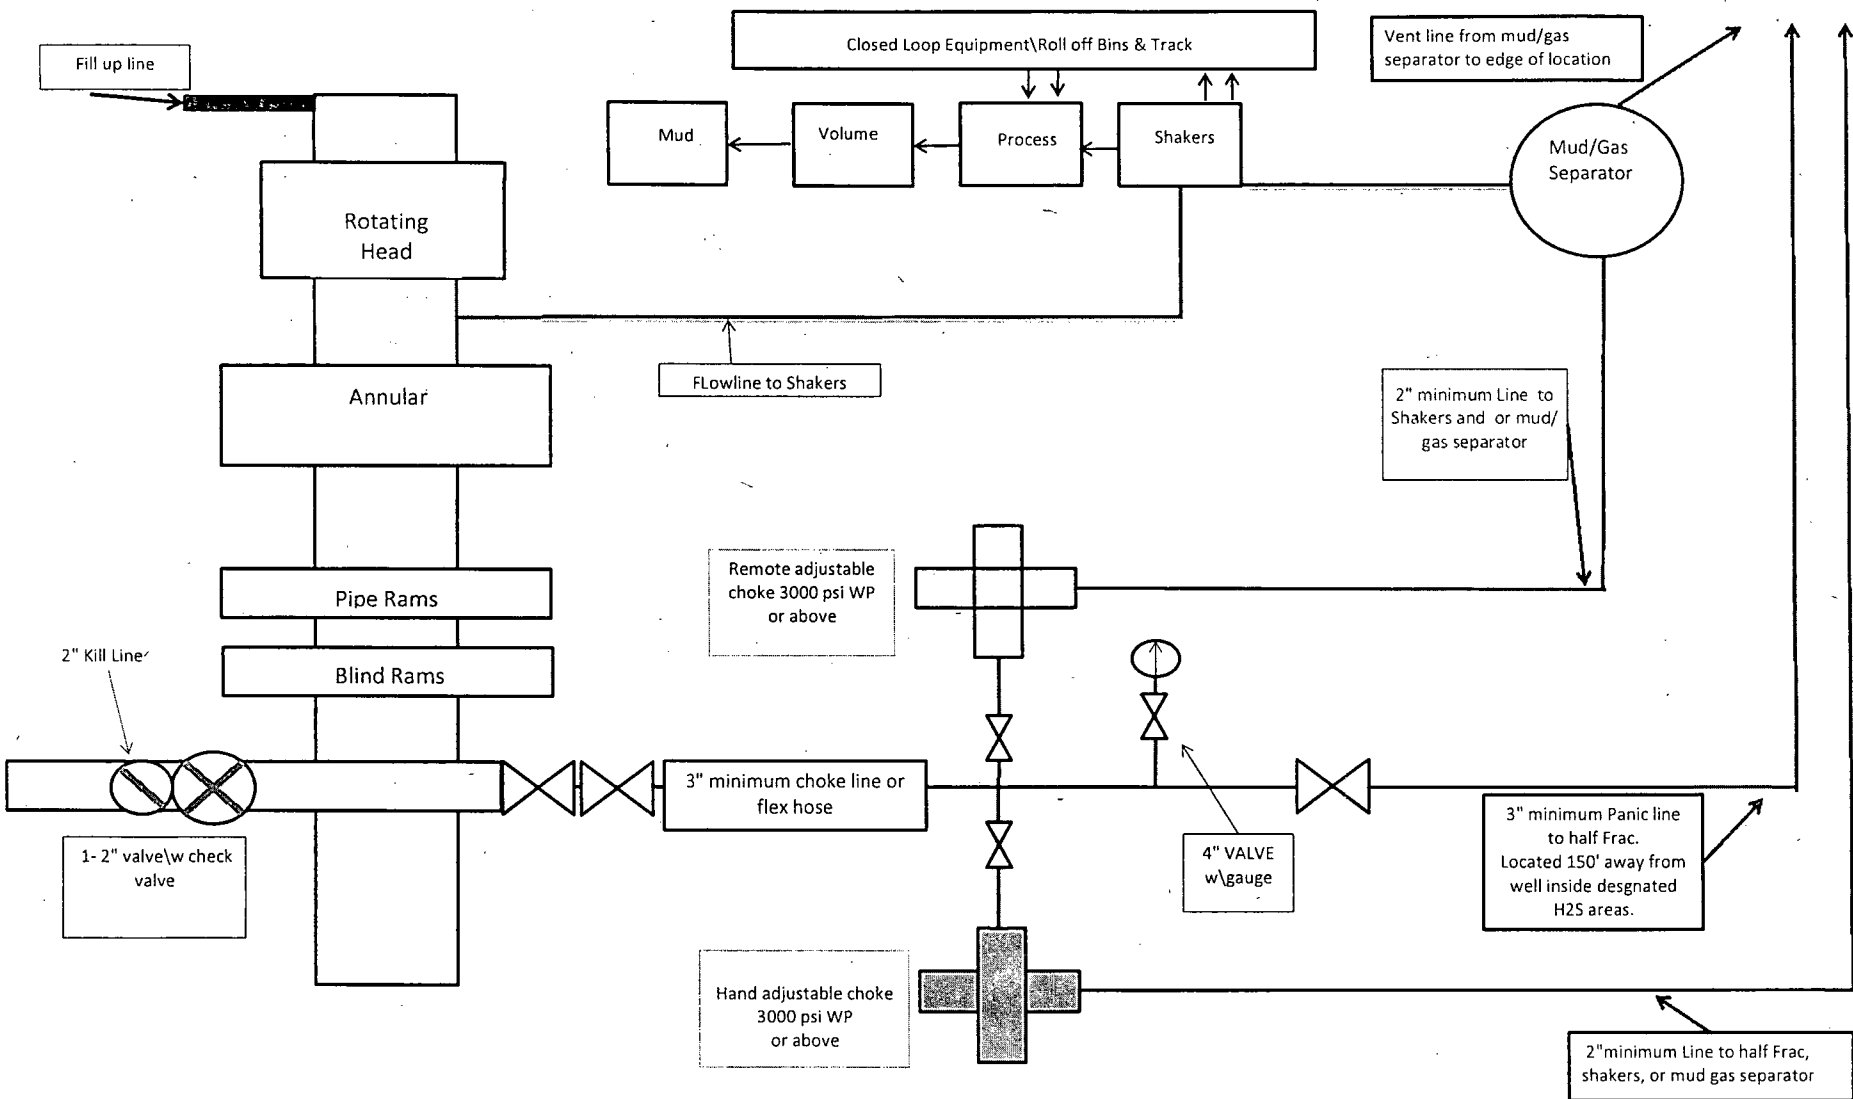 Fill up line
Closed Loop Equipment\Roll off Bins & Track
Vent line from mud/gas
separator to edge of location
Mud
Volume
Process
Shakers
Mud/Gas
Separator
Rotating
Head
FLowline to Shakers
Annular
2" minimum Line to
Shakers and or mud/
gas separator
Remote adjustable
choke 3000 psi WP
or above
Pipe Rams
2" Kill Line
Blind Rams
3" minimum choke line or
flex hose
1- 2" valve\w check
valve
4" VALVE
w\gauge
3" minimum Panic line
to half Frac.
Located 150' away from
well inside desgnated
H2S areas.
Hand adjustable choke
3000 psi WP
or above
2"minimum Line to half Frac,
shakers, or mud gas separator